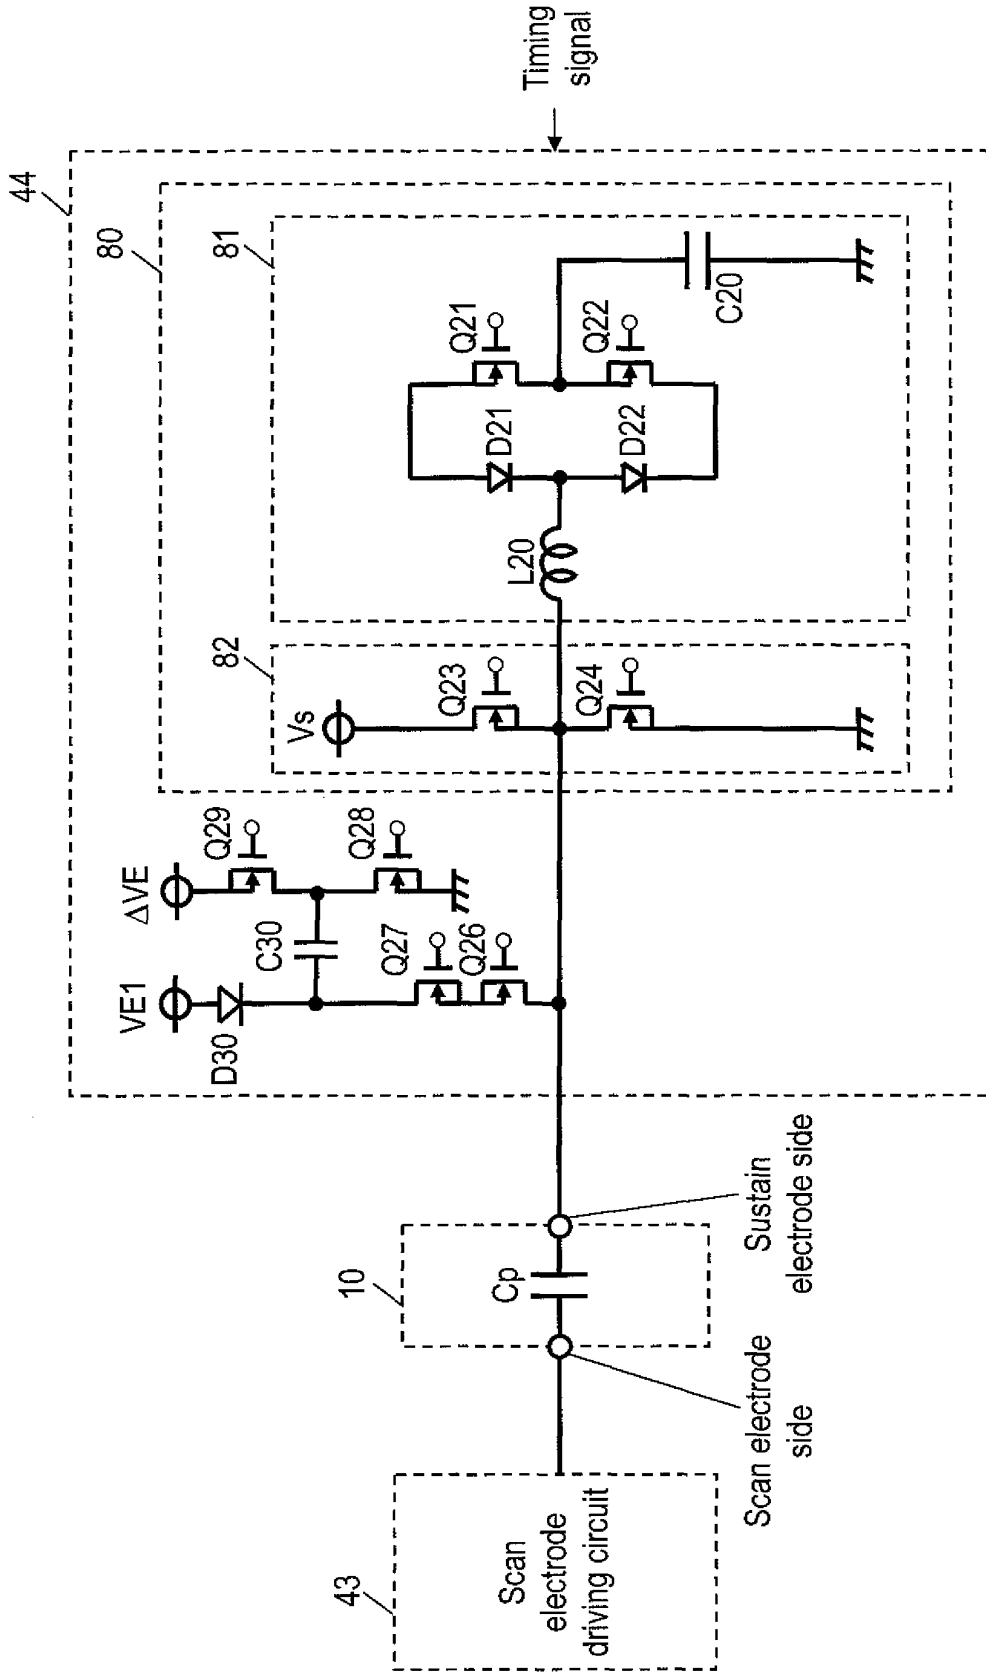 44
80
81
82
Timing
signal
Q21
Q22
D21
D22
C20
L20
Vs
Q23
Q24
ΔVE
Q29
Q28
C30
VE1
D30
Q27
Q26
10
Cp
Sustain
electrode side
Scan electrode
side
43
Scan
electrode
driving circuit